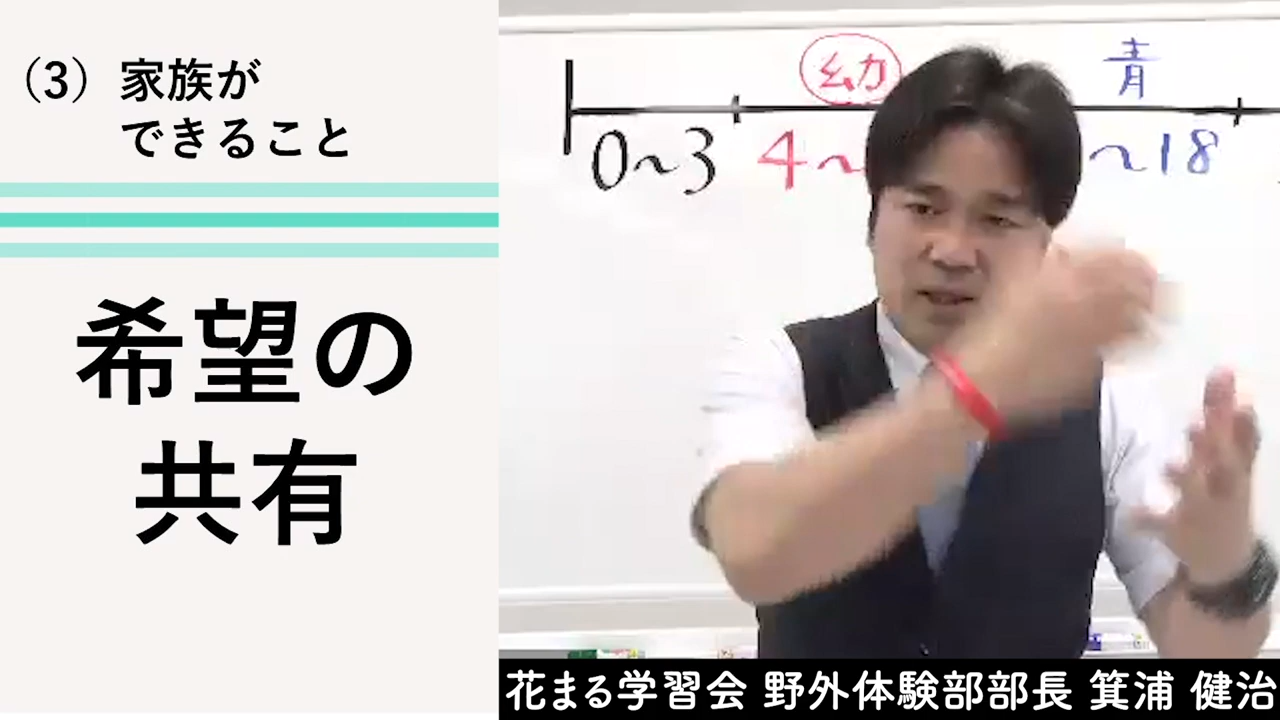 （3）家族が
できること
希望の
共有
幼
青
0～3
4～
～18
花まる学習会 野外体験部部長 箕浦 健治